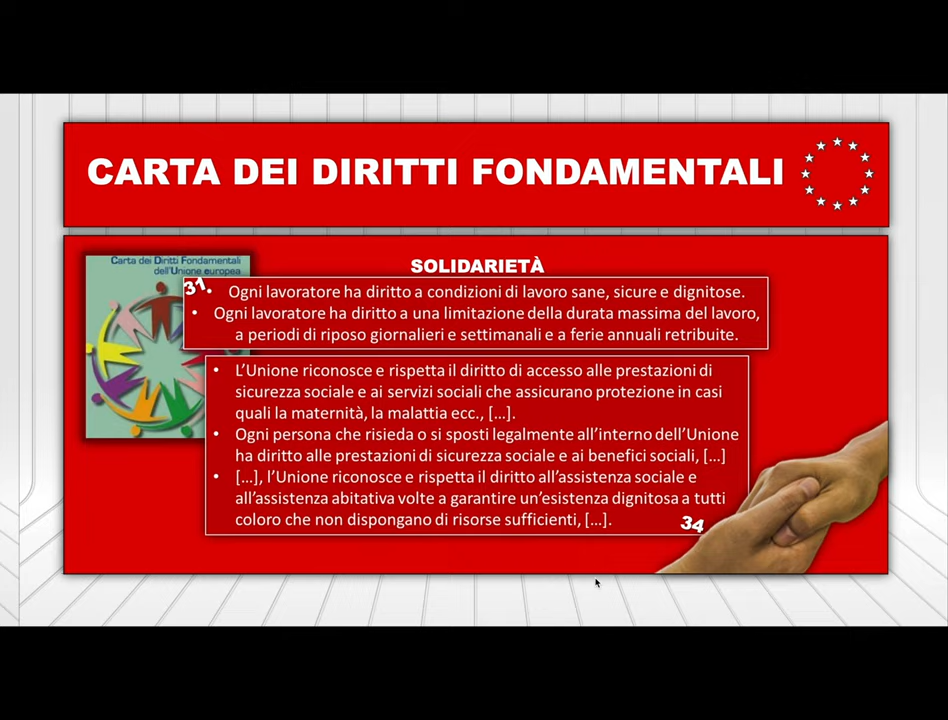 CARTA DEI DIRITTI FONDAMENTALI
Carta dei Diritti Fondamentali
dell'Unione europea
SOLIDARIETÀ
31
• Ogni lavoratore ha diritto a condizioni di lavoro sane, sicure e dignitose.
• Ogni lavoratore ha diritto a una limitazione della durata massima del lavoro,
a periodi di riposo giornalieri e settimanali e a ferie annuali retribuite.
• L'Unione riconosce e rispetta il diritto di accesso alle prestazioni di
sicurezza sociale e ai servizi sociali che assicurano protezione in casi
quali la maternità, la malattia ecc., […].
• Ogni persona che risieda o si sposti legalmente all'interno dell'Unione
ha diritto alle prestazioni di sicurezza sociale e ai benefici sociali, […]
• […], l'Unione riconosce e rispetta il diritto all'assistenza sociale e
all'assistenza abitativa volte a garantire un'esistenza dignitosa a tutti
coloro che non dispongano di risorse sufficienti, […].
34